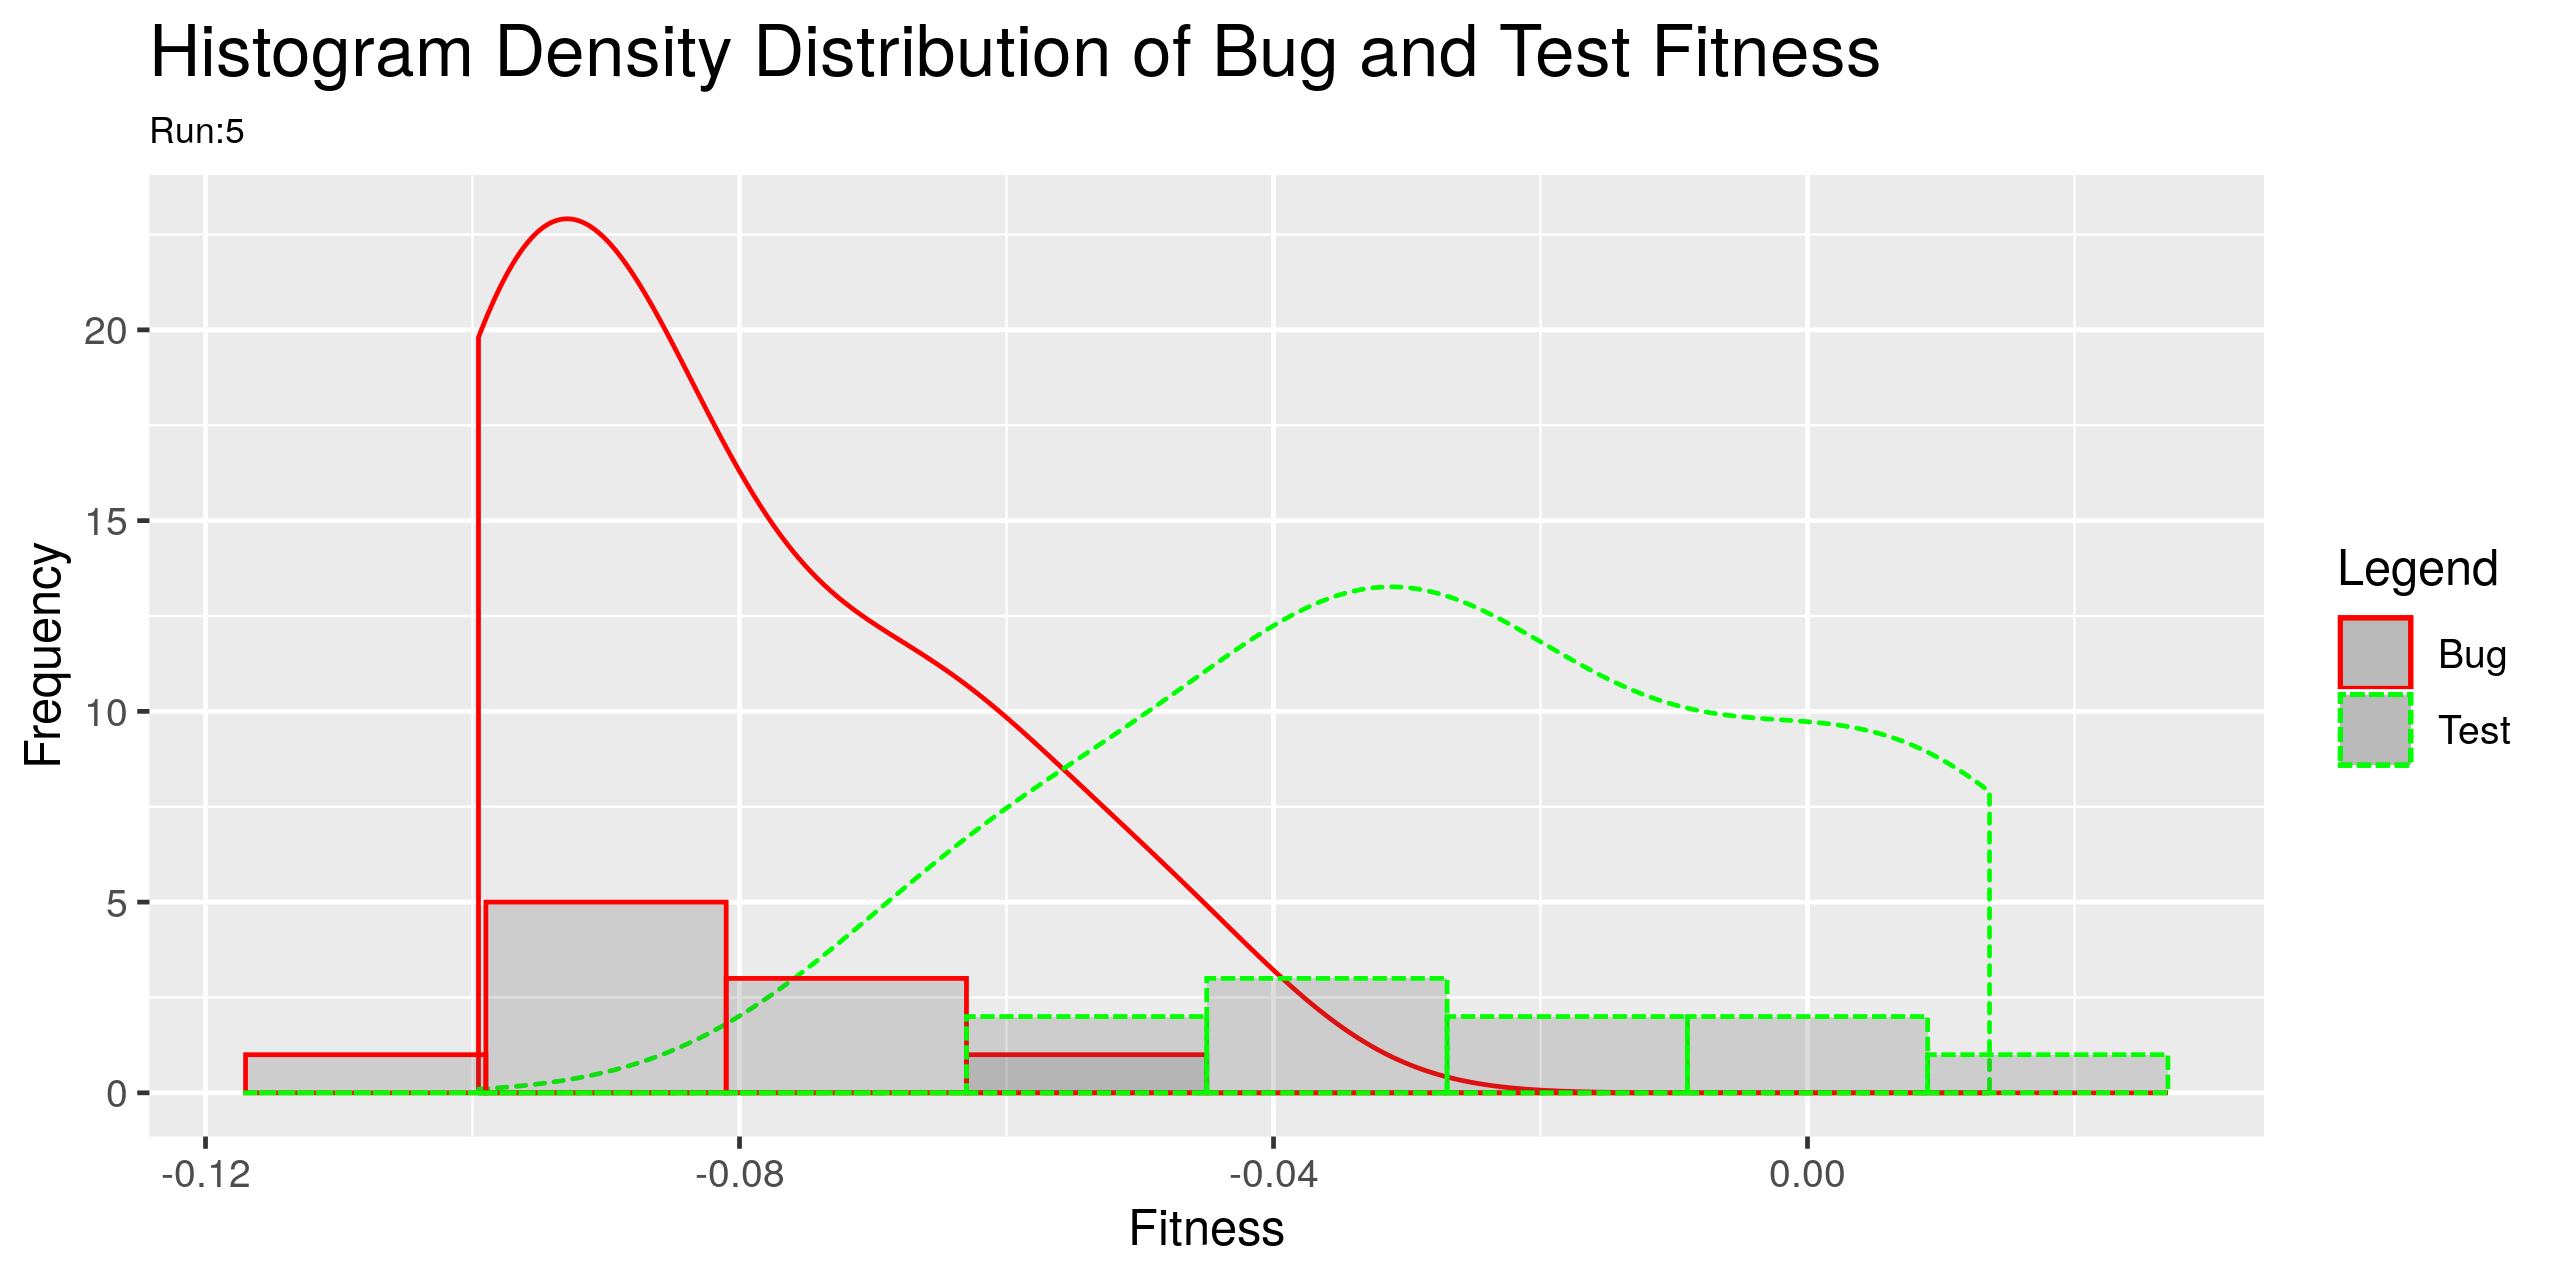 Histogram Density Distribution of Bug and Test Fitness
Run:5
Frequency
20
15
10
5
0
-0.12
-0.08
-0.04
0.00
Fitness
Legend
Bug
Test